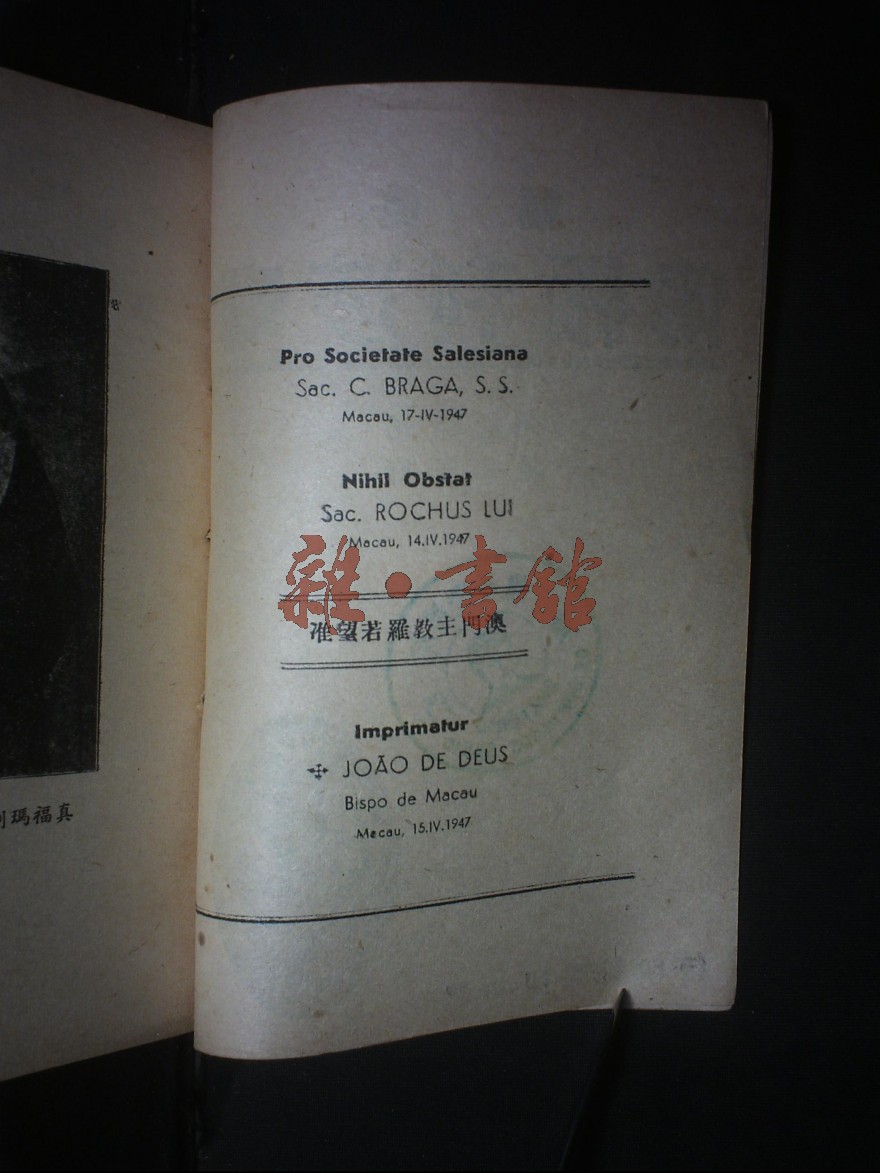 Pro Societate Salesiana
Sac. C. BRAGA, S. S.
Macau, 17-IV-1947
Nihil Obstat
Sac. ROCHUS LUI
Macau, 14.IV.1947
雜·書館
准望若羅教主門澳
Imprimatur
JOÃO DE DEUS
Bispo de Macau
Macau, 15.IV.1947
瑪福真